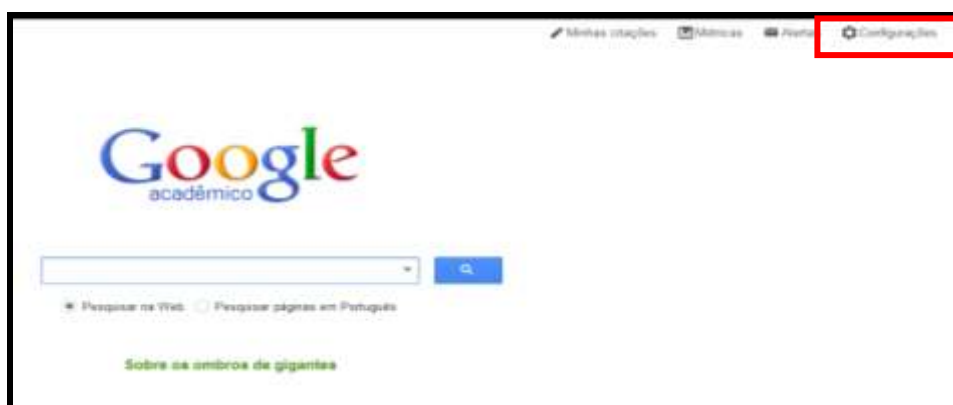 Minhas citações Métricas Alertas Configurações
Google
acadêmico
Pesquisar na Web Pesquisar páginas em Português
Sobre os ombros de gigantes